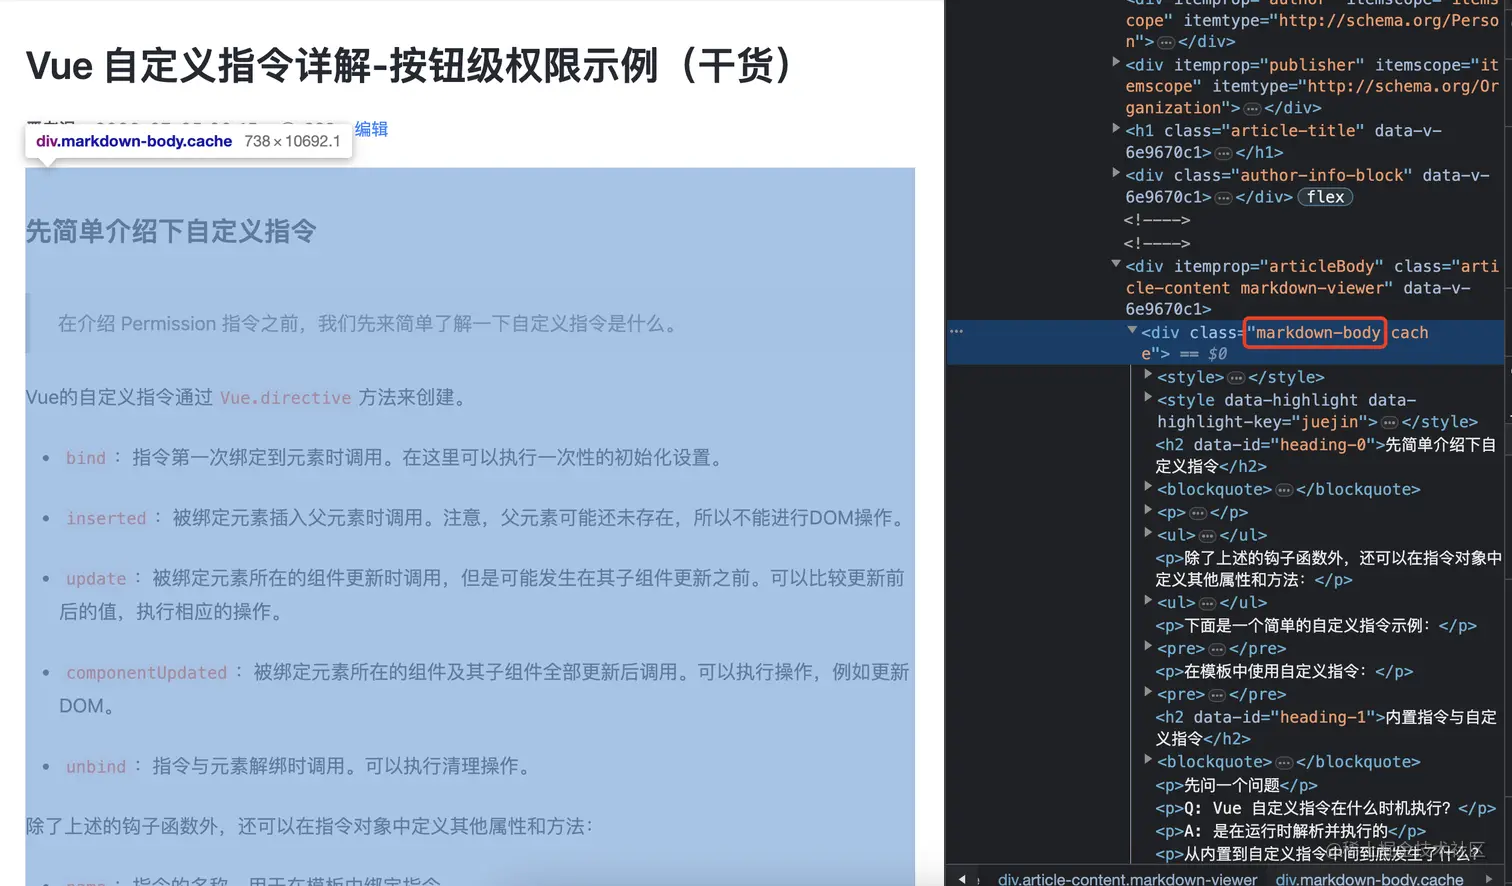 Vue 自定义指令详解-按钮级权限示例（干货）
编辑
div.markdown-body.cache 738 × 10692.1
先简单介绍下自定义指令
在介绍 Permission 指令之前，我们先来简单了解一下自定义指令是什么。
Vue的自定义指令通过 Vue.directive 方法来创建。
• bind： 指令第一次绑定到元素时调用。在这里可以执行一次性的初始化设置。
• inserted： 被绑定元素插入父元素时调用。注意，父元素可能还未存在，所以不能进行DOM操作。
• update： 被绑定元素所在的组件更新时调用，但是可能发生在其子组件更新之前。可以比较更新前
后的值，执行相应的操作。
• componentUpdated： 被绑定元素所在的组件及其子组件全部更新后调用。可以执行操作，例如更新
DOM。
• unbind： 指令与元素解绑时调用。可以执行清理操作。
除了上述的钩子函数外，还可以在指令对象中定义其他属性和方法：
cope" itemtype="http://schema.org/Perso
n">⋯</div>
<div itemprop="publisher" itemscope="it
emscope" itemtype="http://schema.org/Or
ganization">⋯</div>
<h1 class="article-title" data-v-
6e9670c1>⋯</h1>
<div class="author-info-block" data-v-
6e9670c1>⋯</div> flex
<!---->
<!---->
<div itemprop="articleBody" class="arti
cle-content markdown-viewer" data-v-
6e9670c1>
<div class="markdown-body cach
e"> == $0
<style>⋯</style>
<style data-highlight data-
highlight-key="juejin">⋯</style>
<h2 data-id="heading-0">先简单介绍下自
定义指令</h2>
<blockquote>⋯</blockquote>
<p>⋯</p>
<ul>⋯</ul>
<p>除了上述的钩子函数外，还可以在指令对象中
定义其他属性和方法：</p>
<ul>⋯</ul>
<p>下面是一个简单的自定义指令示例：</p>
<pre>⋯</pre>
<p>在模板中使用自定义指令：</p>
<pre>⋯</pre>
<h2 data-id="heading-1">内置指令与自定
义指令</h2>
<blockquote>⋯</blockquote>
<p>先问一个问题</p>
<p>Q: Vue 自定义指令在什么时机执行？</p>
<p>A: 是在运行时解析并执行的</p>
<p>从内置到自定义指令中间到底发生了什么？
@稀土掘金技术社区
div.article-content.markdown-viewer div.markdown-body.cache